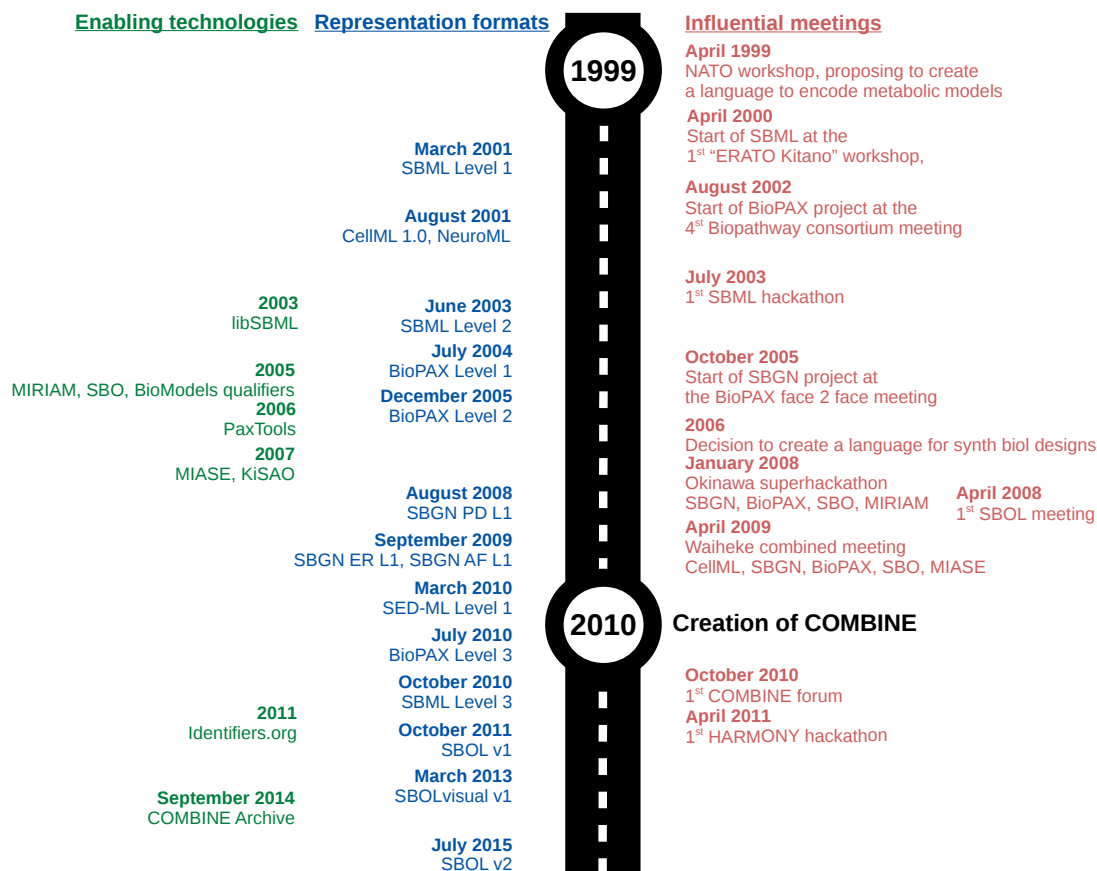 Enabling technologies
2003
libSBML
2005
MIRIAM, SBO, BioModels qualifiers
2006
PaxTools
2007
MIASE, KiSAO
2011
Identifiers.org
September 2014
COMBINE Archive
Representation formats
March 2001
SBML Level 1
August 2001
CellML 1.0, NeuroML
June 2003
SBML Level 2
July 2004
BioPAX Level 1
December 2005
BioPAX Level 2
August 2008
SBGN PD L1
September 2009
SBGN ER L1, SBGN AF L1
March 2010
SED-ML Level 1
July 2010
BioPAX Level 3
October 2010
SBML Level 3
October 2011
SBOL v1
March 2013
SBOLvisual v1
July 2015
SBOL v2
1999
2010
Creation of COMBINE
Influential meetings
April 1999
NATO workshop, proposing to create
a language to encode metabolic models
April 2000
Start of SBML at the
1st “ERATO Kitano” workshop,
August 2002
Start of BioPAX project at the
4st Biopathway consortium meeting
July 2003
1st SBML hackathon
October 2005
Start of SBGN project at
the BioPAX face 2 face meeting
2006
Decision to create a language for synth biol designs
January 2008
Okinawa superhackathon
SBGN, BioPAX, SBO, MIRIAM
April 2008
1st SBOL meeting
April 2009
Waiheke combined meeting
CellML, SBGN, BioPAX, SBO, MIASE
October 2010
1st COMBINE forum
April 2011
1st HARMONY hackathon